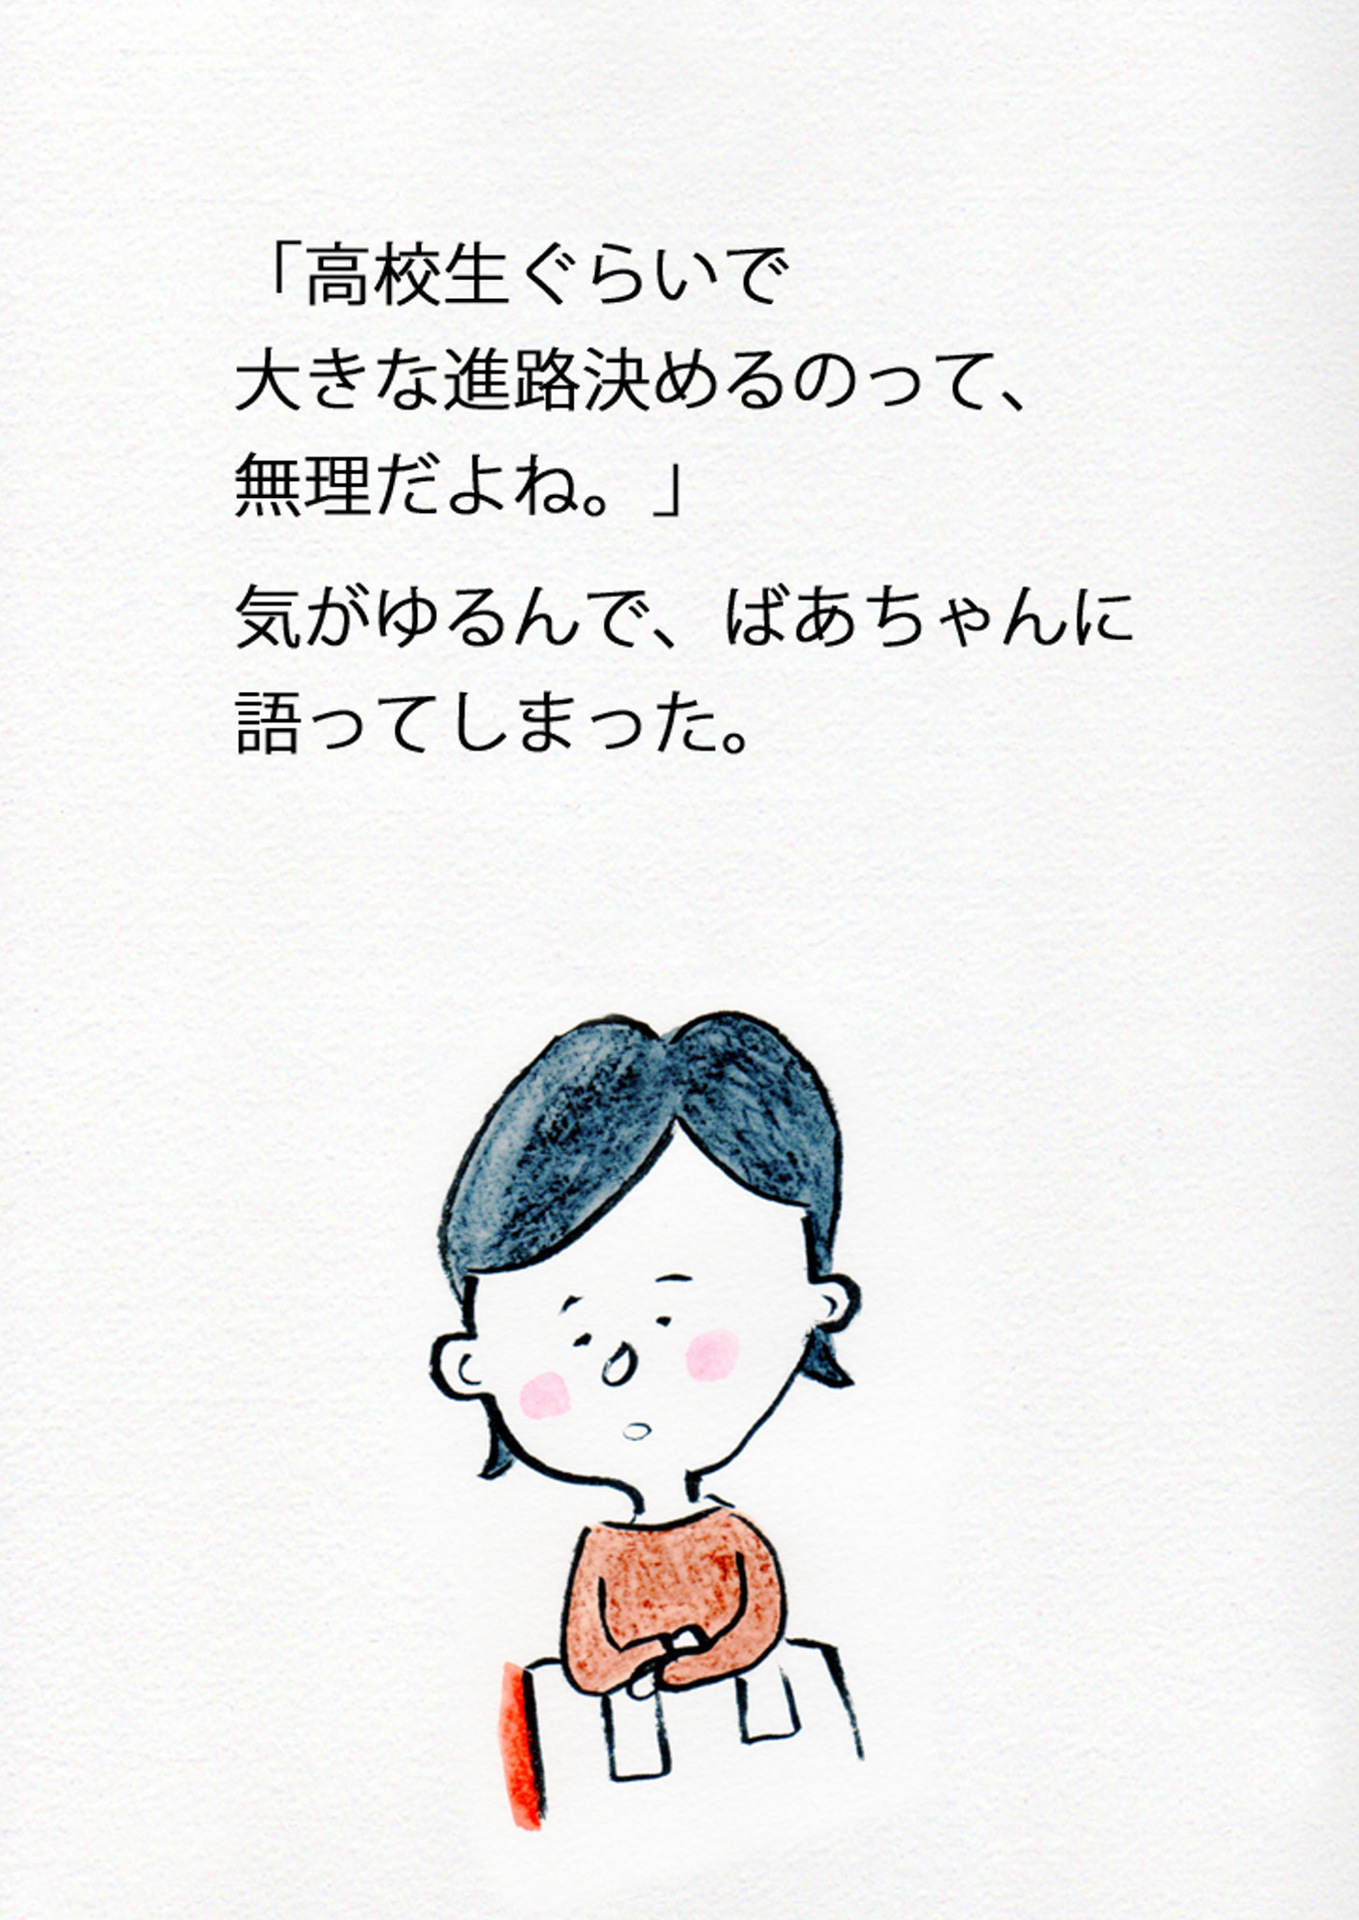 「高校生ぐらいで
大きな進路決めるのって、
無理だよね。」
気がゆるんで、ばあちゃんに
語ってしまった。